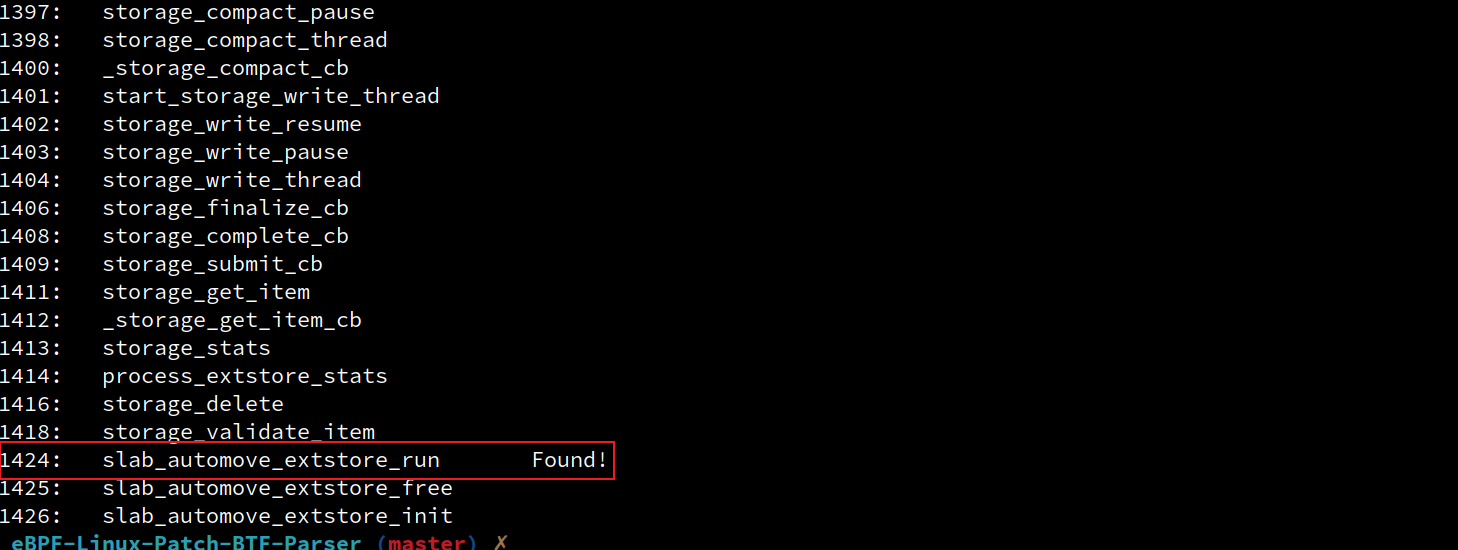 1397: storage_compact_pause
1398: storage_compact_thread
1400: _storage_compact_cb
1401: start_storage_write_thread
1402: storage_write_resume
1403: storage_write_pause
1404: storage_write_thread
1406: storage_finalize_cb
1408: storage_complete_cb
1409: storage_submit_cb
1411: storage_get_item
1412: _storage_get_item_cb
1413: storage_stats
1414: process_extstore_stats
1416: storage_delete
1418: storage_validate_item
1424: slab_automove_extstore_run Found!
1425: slab_automove_extstore_free
1426: slab_automove_extstore_init
eBPF-Linux-Patch-BTF-Parser (master) ✗